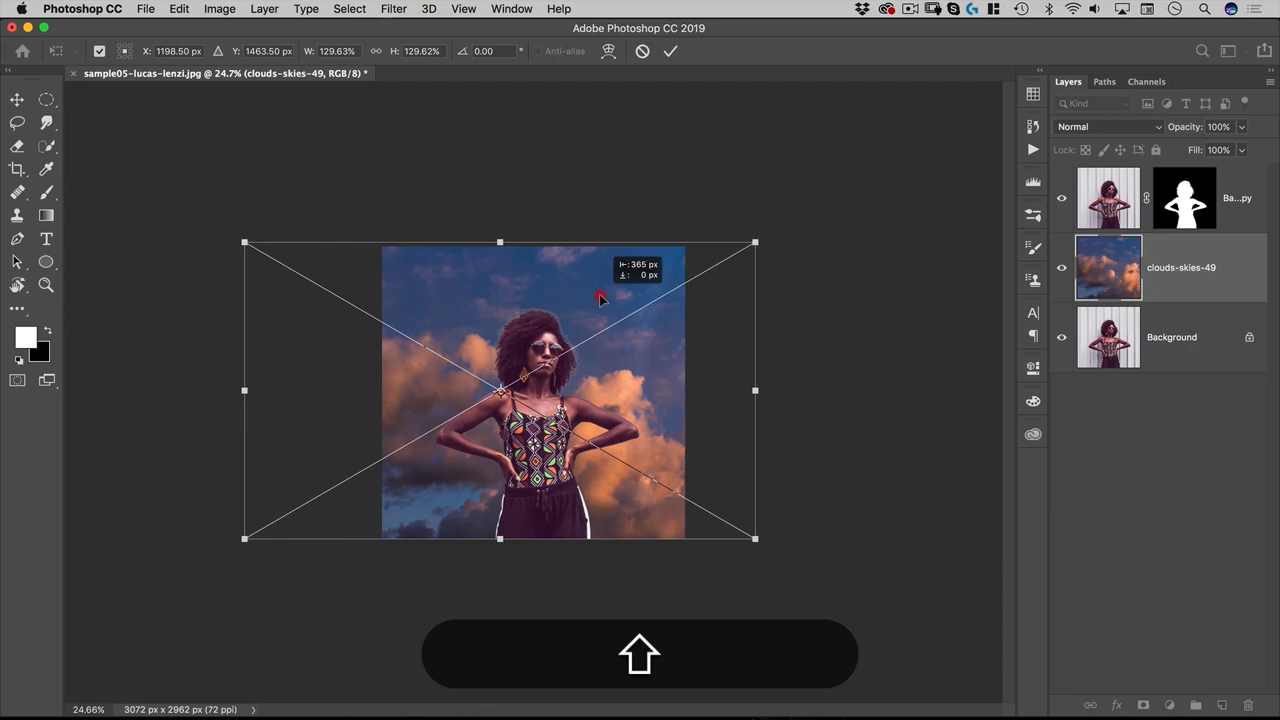 Photoshop CC File Edit Image Layer Type Select Filter 3D View Window Help
Adobe Photoshop CC 2019
X: 1198.50 px Y: 1463.50 px W: 129.63% H: 129.62% 0.00 ° Anti-alias
sample05-lucas-lenzi.jpg @ 24.7% (clouds-skies-49, RGB/8) *
Layers Paths Channels
Kind
Normal Opacity: 100%
Lock: Fill: 100%
Ba...py
clouds-skies-49
Background
365 px
0 px
24.66% 3072 px x 2962 px (72 ppi)